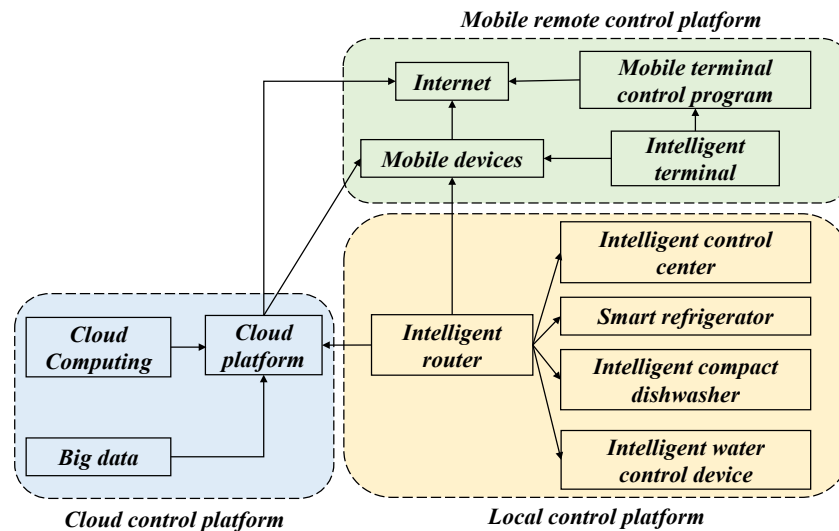 Mobile remote control platform
Internet
Mobile terminal
control program
Mobile devices
Intelligent
terminal
Intelligent control
center
Cloud
Computing
Cloud
platform
Intelligent
router
Smart refrigerator
Intelligent compact
dishwasher
Big data
Intelligent water
control device
Cloud control platform
Local control platform